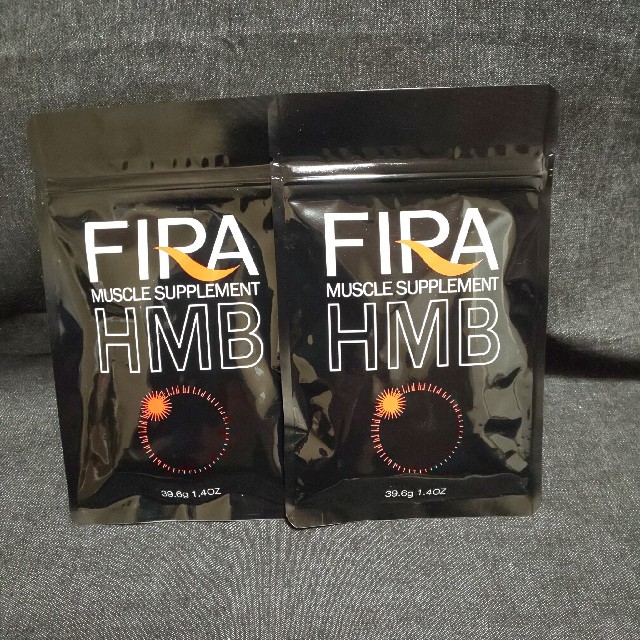 FIRA
MUSCLE SUPPLEMENT
HMB
39.6g 1.4OZ
FIRA
MUSCLE SUPPLEMENT
HMB
39.6g 1.4OZ